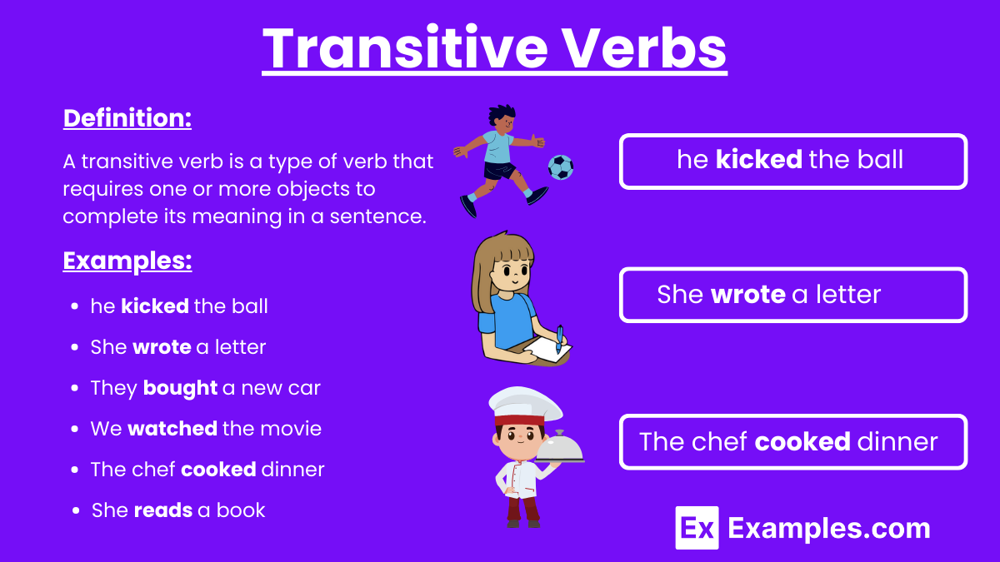 Transitive Verbs
Definition:
A transitive verb is a type of verb that
requires one or more objects to
complete its meaning in a sentence.
Examples:
he kicked the ball
She wrote a letter
They bought a new car
We watched the movie
The chef cooked dinner
She reads a book
he kicked the ball
She wrote a letter
The chef cooked dinner
Ex Examples.com